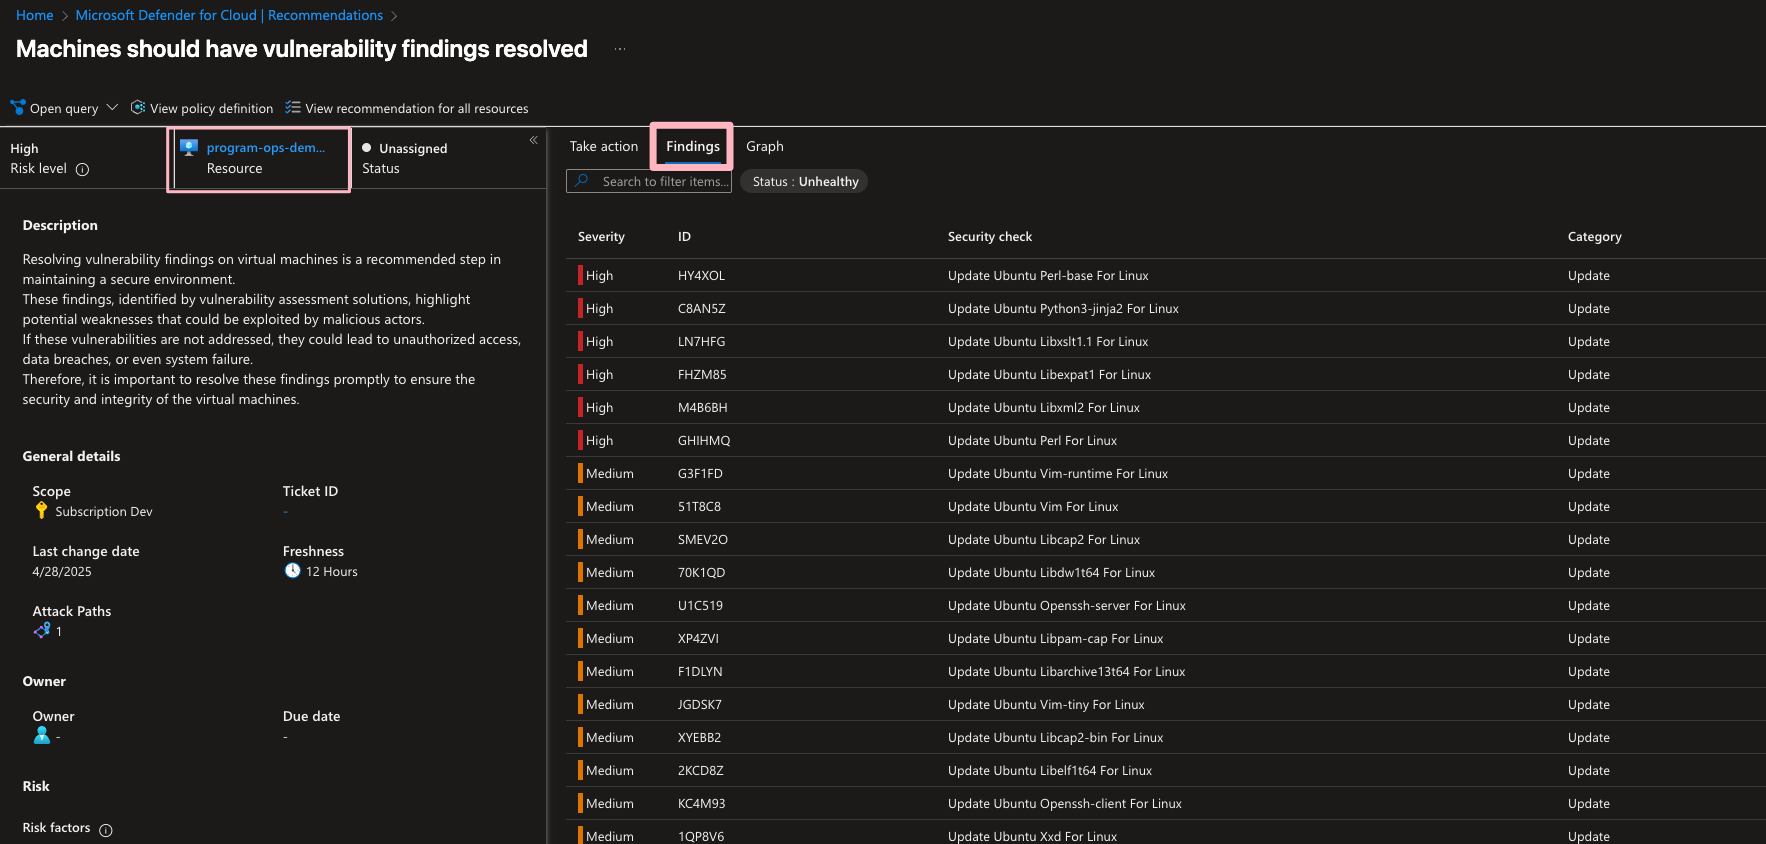 Home > Microsoft Defender for Cloud | Recommendations >
Machines should have vulnerability findings resolved ...
Open query View policy definition View recommendation for all resources
High
Risk level
program-ops-dem...
Resource
Unassigned
Status
«
Description
Resolving vulnerability findings on virtual machines is a recommended step in
maintaining a secure environment.
These findings, identified by vulnerability assessment solutions, highlight
potential weaknesses that could be exploited by malicious actors.
If these vulnerabilities are not addressed, they could lead to unauthorized access,
data breaches, or even system failure.
Therefore, it is important to resolve these findings promptly to ensure the
security and integrity of the virtual machines.
General details
Scope
Subscription Dev
Ticket ID
-
Last change date
4/28/2025
Freshness
12 Hours
Attack Paths
1
Owner
Owner
-
Due date
-
Risk
Risk factors
Take action Findings Graph
Search to filter items... Status : Unhealthy
Severity ID Security check Category
High HY4XOL Update Ubuntu Perl-base For Linux Update
High C8AN5Z Update Ubuntu Python3-jinja2 For Linux Update
High LN7HFG Update Ubuntu Libxslt1.1 For Linux Update
High FHZM85 Update Ubuntu Libexpat1 For Linux Update
High M4B6BH Update Ubuntu Libxml2 For Linux Update
High GHIHMQ Update Ubuntu Perl For Linux Update
Medium G3F1FD Update Ubuntu Vim-runtime For Linux Update
Medium 51T8C8 Update Ubuntu Vim For Linux Update
Medium SMEV2O Update Ubuntu Libcap2 For Linux Update
Medium 70K1QD Update Ubuntu Libdw1t64 For Linux Update
Medium U1C519 Update Ubuntu Openssh-server For Linux Update
Medium XP4ZVI Update Ubuntu Libpam-cap For Linux Update
Medium F1DLYN Update Ubuntu Libarchive13t64 For Linux Update
Medium JGDSK7 Update Ubuntu Vim-tiny For Linux Update
Medium XYEBB2 Update Ubuntu Libcap2-bin For Linux Update
Medium 2KCD8Z Update Ubuntu Libelf1t64 For Linux Update
Medium KC4M93 Update Ubuntu Openssh-client For Linux Update
Medium 1QP8V6 Update Ubuntu Xxd For Linux Update